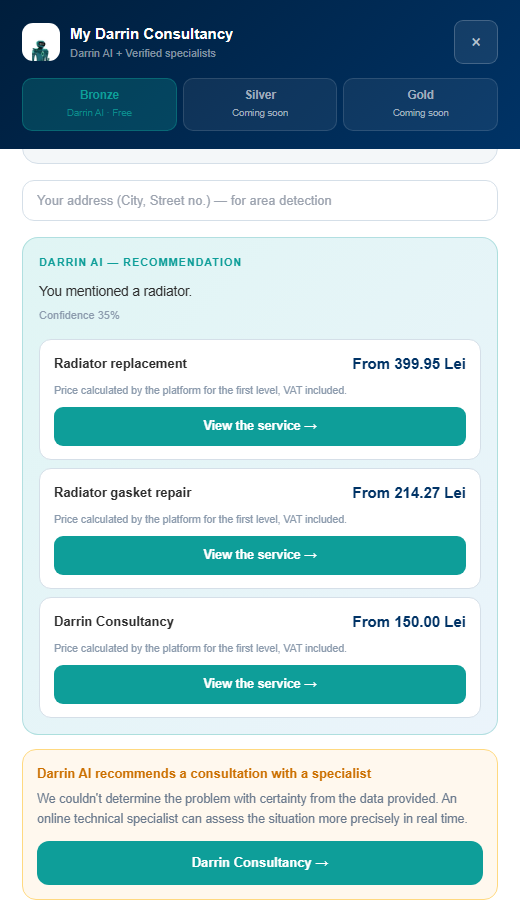 My Darrin Consultancy
Darrin AI + Verified specialists
×
Bronze
Darrin AI · Free
Silver
Coming soon
Gold
Coming soon
Your address (City, Street no.) — for area detection
DARRIN AI — RECOMMENDATION
You mentioned a radiator.
Confidence 35%
Radiator replacement
From 399.95 Lei
Price calculated by the platform for the first level, VAT included.
View the service →
Radiator gasket repair
From 214.27 Lei
Price calculated by the platform for the first level, VAT included.
View the service →
Darrin Consultancy
From 150.00 Lei
Price calculated by the platform for the first level, VAT included.
View the service →
Darrin AI recommends a consultation with a specialist
We couldn't determine the problem with certainty from the data provided. An
online technical specialist can assess the situation more precisely in real time.
Darrin Consultancy →